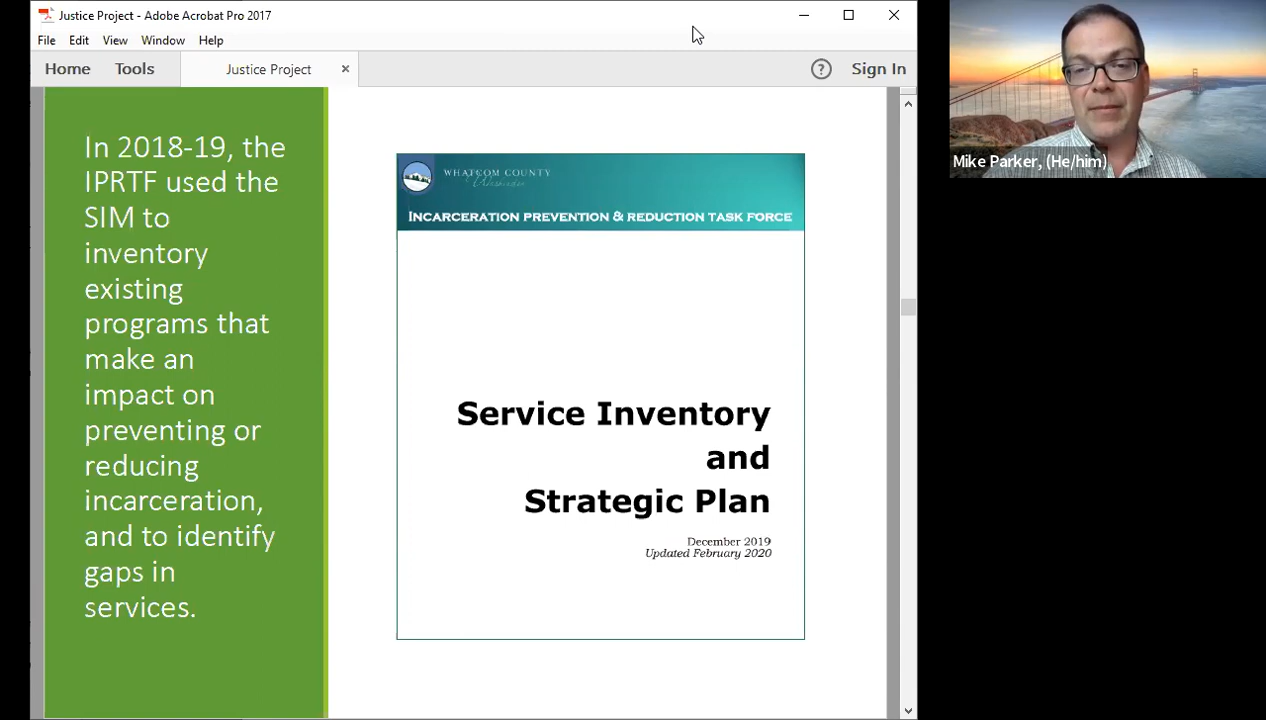 Justice Project - Adobe Acrobat Pro 2017
File Edit View Window Help
Home Tools Justice Project × ? Sign In
In 2018-19, the
IPRTF used the
SIM to
inventory
existing
programs that
make an
impact on
preventing or
reducing
incarceration,
and to identify
gaps in
services.
WHATCOM COUNTY
Washington
INCARCERATION PREVENTION & REDUCTION TASK FORCE
Service Inventory
and
Strategic Plan
December 2019
Updated February 2020
Mike Parker, (He/him)